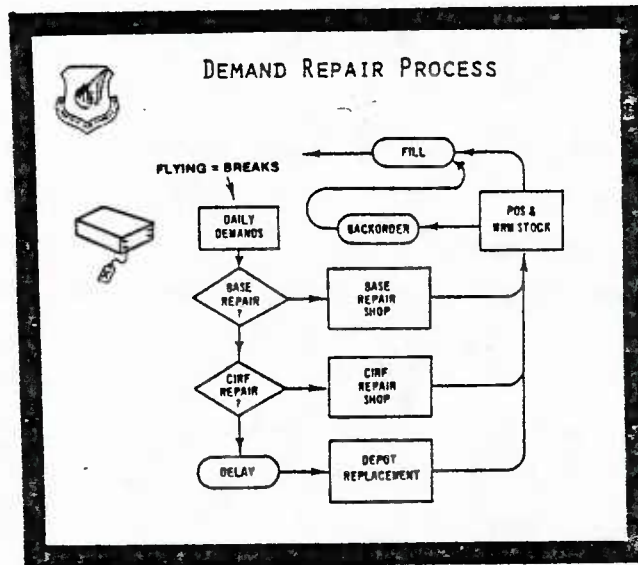 DEMAND REPAIR PROCESS
FLYING = BREAKS
FILL
DAILY
DEMANDS
BACKORDER
POS &
WRM STOCK
BASE
REPAIR
?
BASE
REPAIR
SHOP
CIRF
REPAIR
?
CIRF
REPAIR
SHOP
DELAY
DEPOT
REPLACEMENT